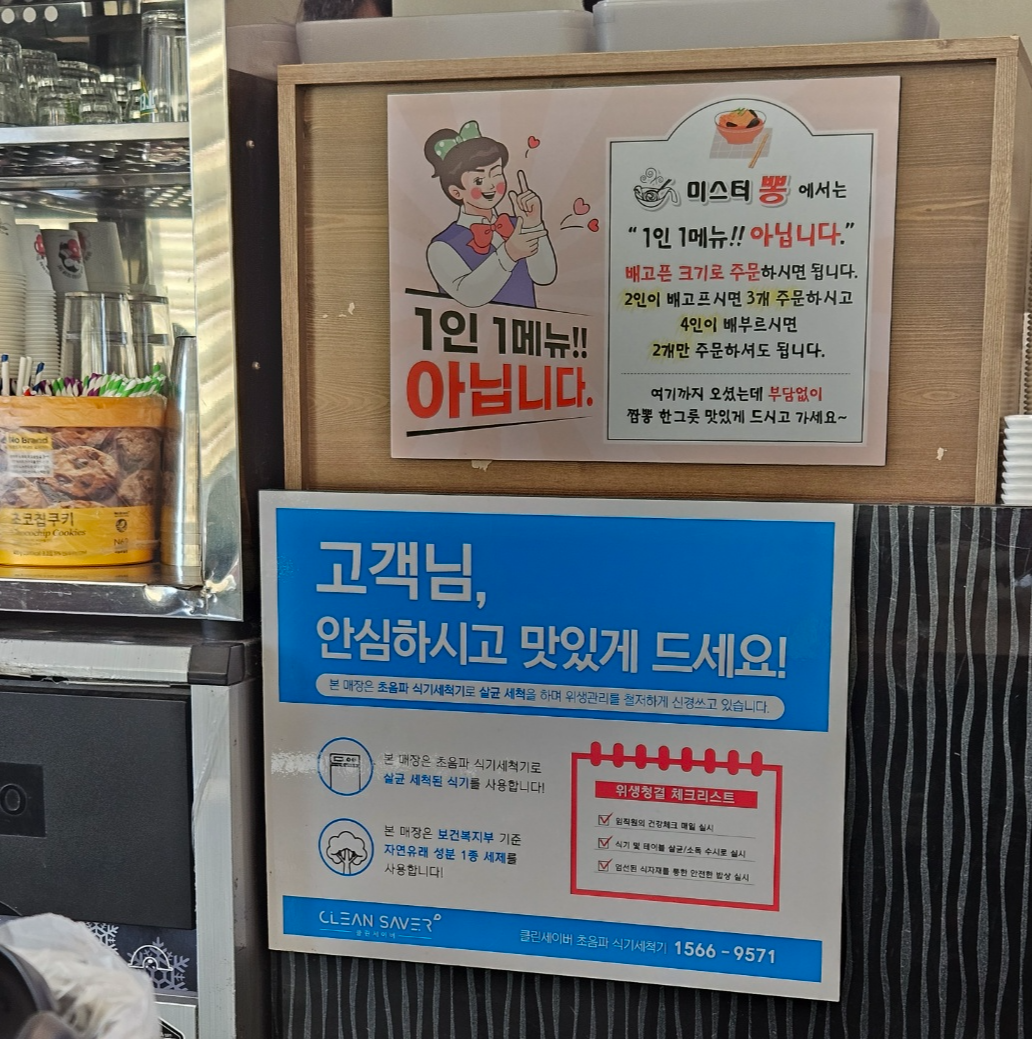 1인 1메뉴!!
아닙니다.
미스터 뽕 에서는
“1인 1메뉴!! 아닙니다.”
배고픈 크기로 주문하시면 됩니다.
2인이 배고프시면 3개 주문하시고
4인이 배부르시면
2개만 주문하셔도 됩니다.
여기까지 오셨는데 부담없이
짬뽕 한그릇 맛있게 드시고 가세요~
No Brand
초코칩쿠키
Chocochip Cookies
고객님,
안심하시고 맛있게 드세요!
본 매장은 초음파 식기세척기로 살균 세척을 하며 위생관리를 철저하게 신경쓰고 있습니다.
본 매장은 초음파 식기세척기로
살균 세척된 식기를 사용합니다!
본 매장은 보건복지부 기준
자연유래 성분 1종 세제를
사용합니다!
위생청결 체크리스트
임직원의 건강체크 매일 실시
식기 및 테이블 살균/소독 수시로 실시
엄선된 식자재를 통한 안전한 밥상 실시
CLEAN SAVER
클린세이버
클린세이버 초음파 식기세척기 1566-9571